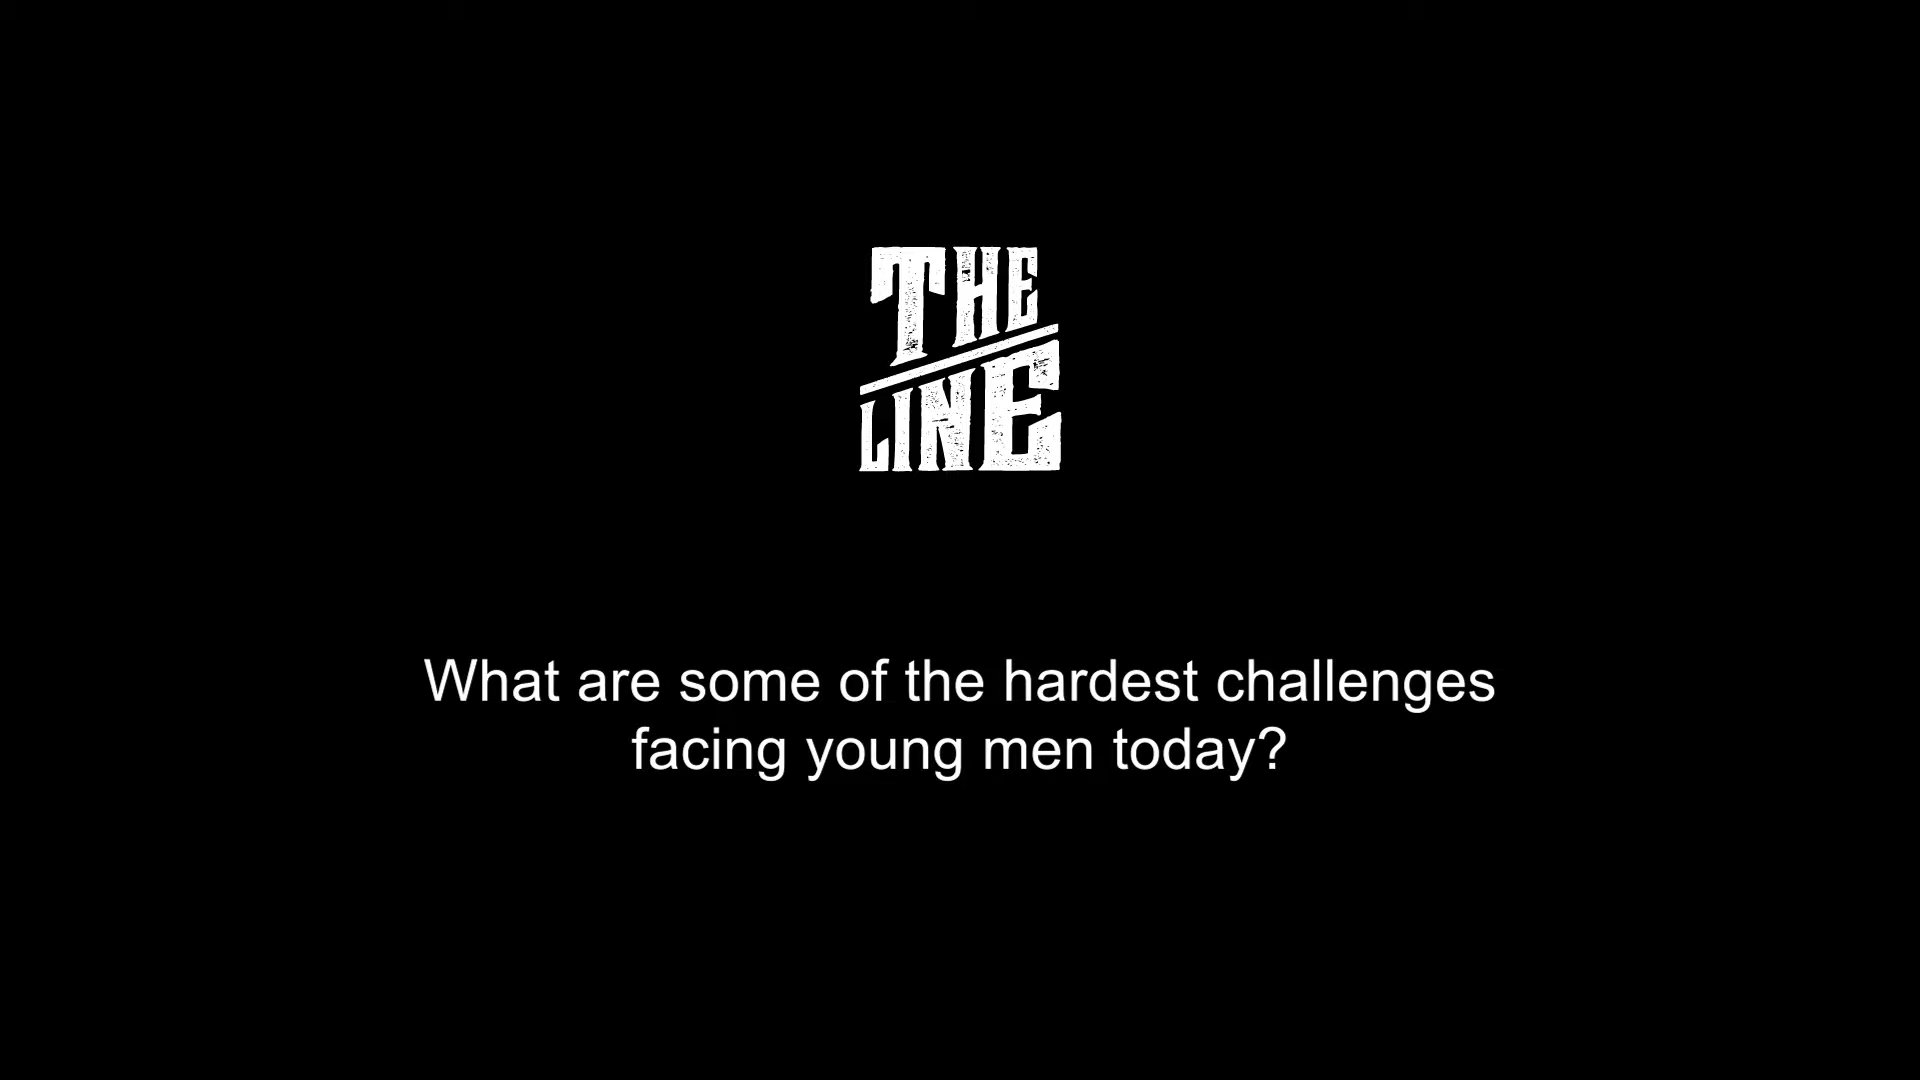 THE
LINE
What are some of the hardest challenges
facing young men today?